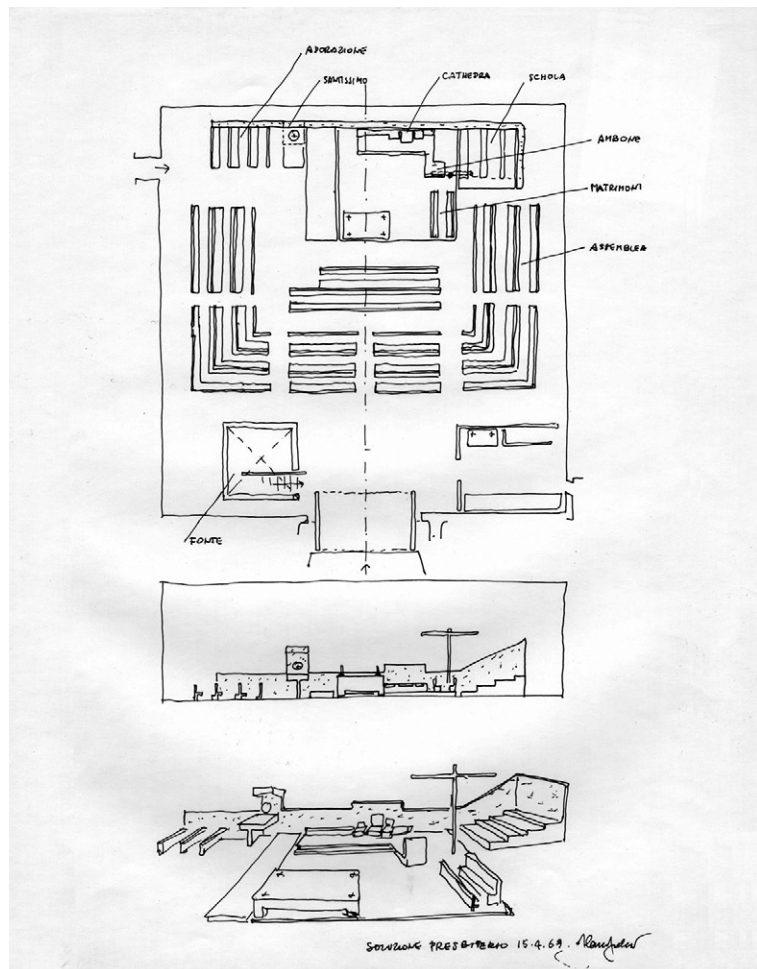 ADORAZIONE
SANTISSIMO
CATHEDRA
SCHOLA
AMBONE
MATRIMONI
ASSEMBLEA
FONTE
SOLUZIONE PRESBITERIO 15.4.69.